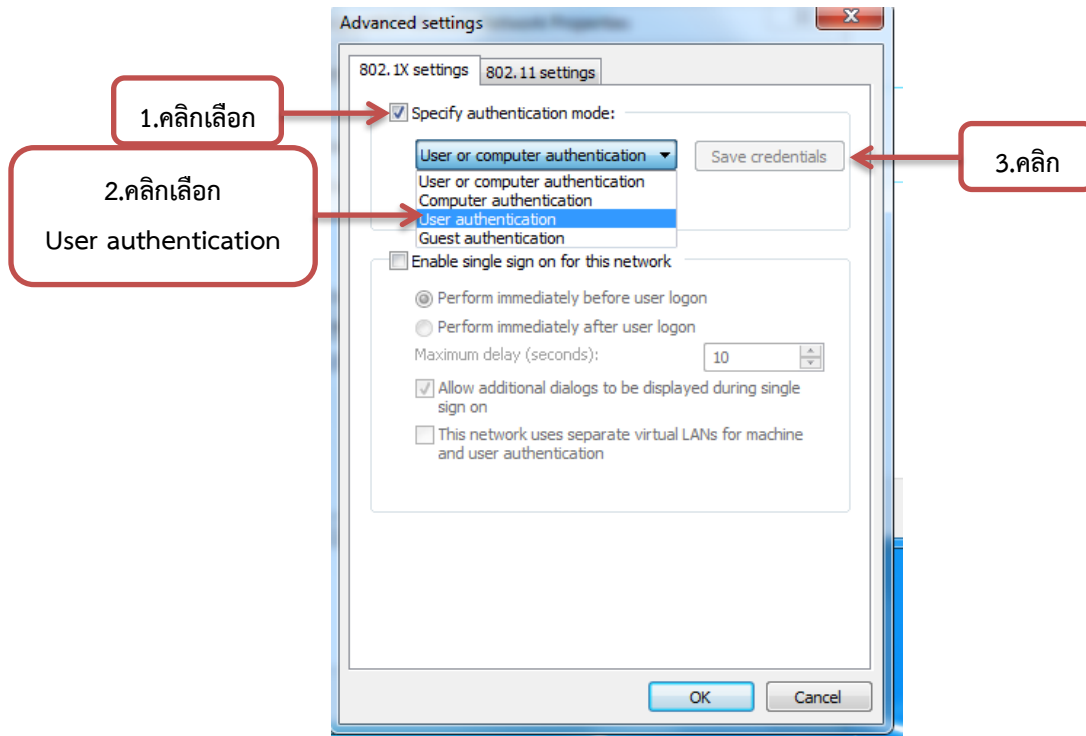 Advanced settings
802.1X settings
802.11 settings
1.คลิกเลือก
Specify authentication mode:
User or computer authentication
Save credentials
3.คลิก
2.คลิกเลือก
User authentication
User or computer authentication
Computer authentication
User authentication
Guest authentication
Enable single sign on for this network
Perform immediately before user logon
Perform immediately after user logon
Maximum delay (seconds):
10
Allow additional dialogs to be displayed during single
sign on
This network uses separate virtual LANs for machine
and user authentication
OK
Cancel